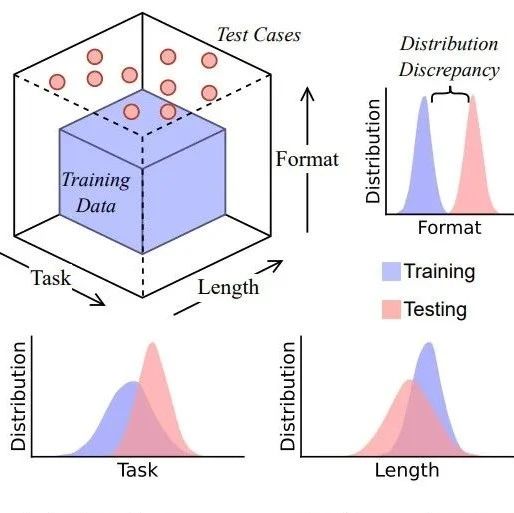 Test Cases
Distribution
Discrepancy
Training
Data
Format
Task
Length
Distribution
Format
Training
Testing
Distribution
Task
Distribution
Length